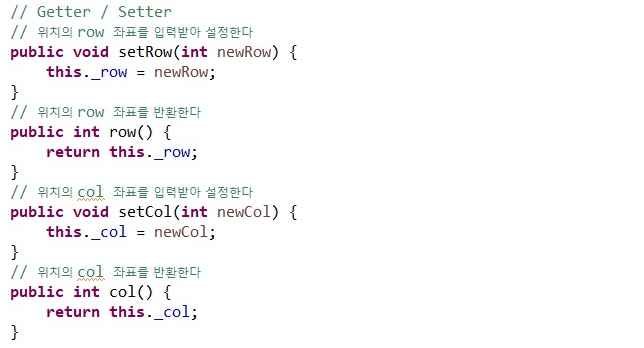 // Getter / Setter
// 위치의 row 좌표를 입력받아 설정한다
public void setRow(int newRow) {
    this._row = newRow;
}
// 위치의 row 좌표를 반환한다
public int row() {
    return this._row;
}
// 위치의 col 좌표를 입력받아 설정한다
public void setCol(int newCol) {
    this._col = newCol;
}
// 위치의 col 좌표를 반환한다
public int col() {
    return this._col;
}